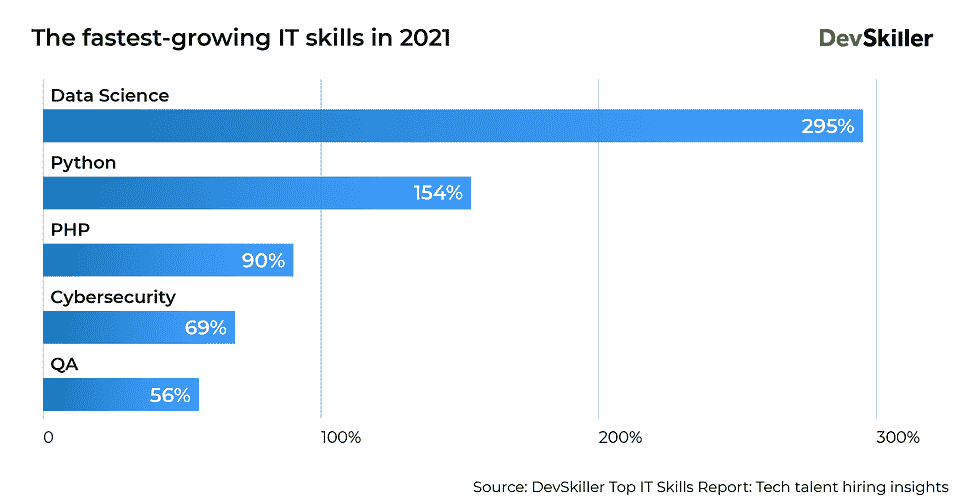 The fastest-growing IT skills in 2021
DevSkiller
Data Science
295%
Python
154%
PHP
90%
Cybersecurity
69%
QA
56%
0 100% 200% 300%
Source: DevSkiller Top IT Skills Report: Tech talent hiring insights